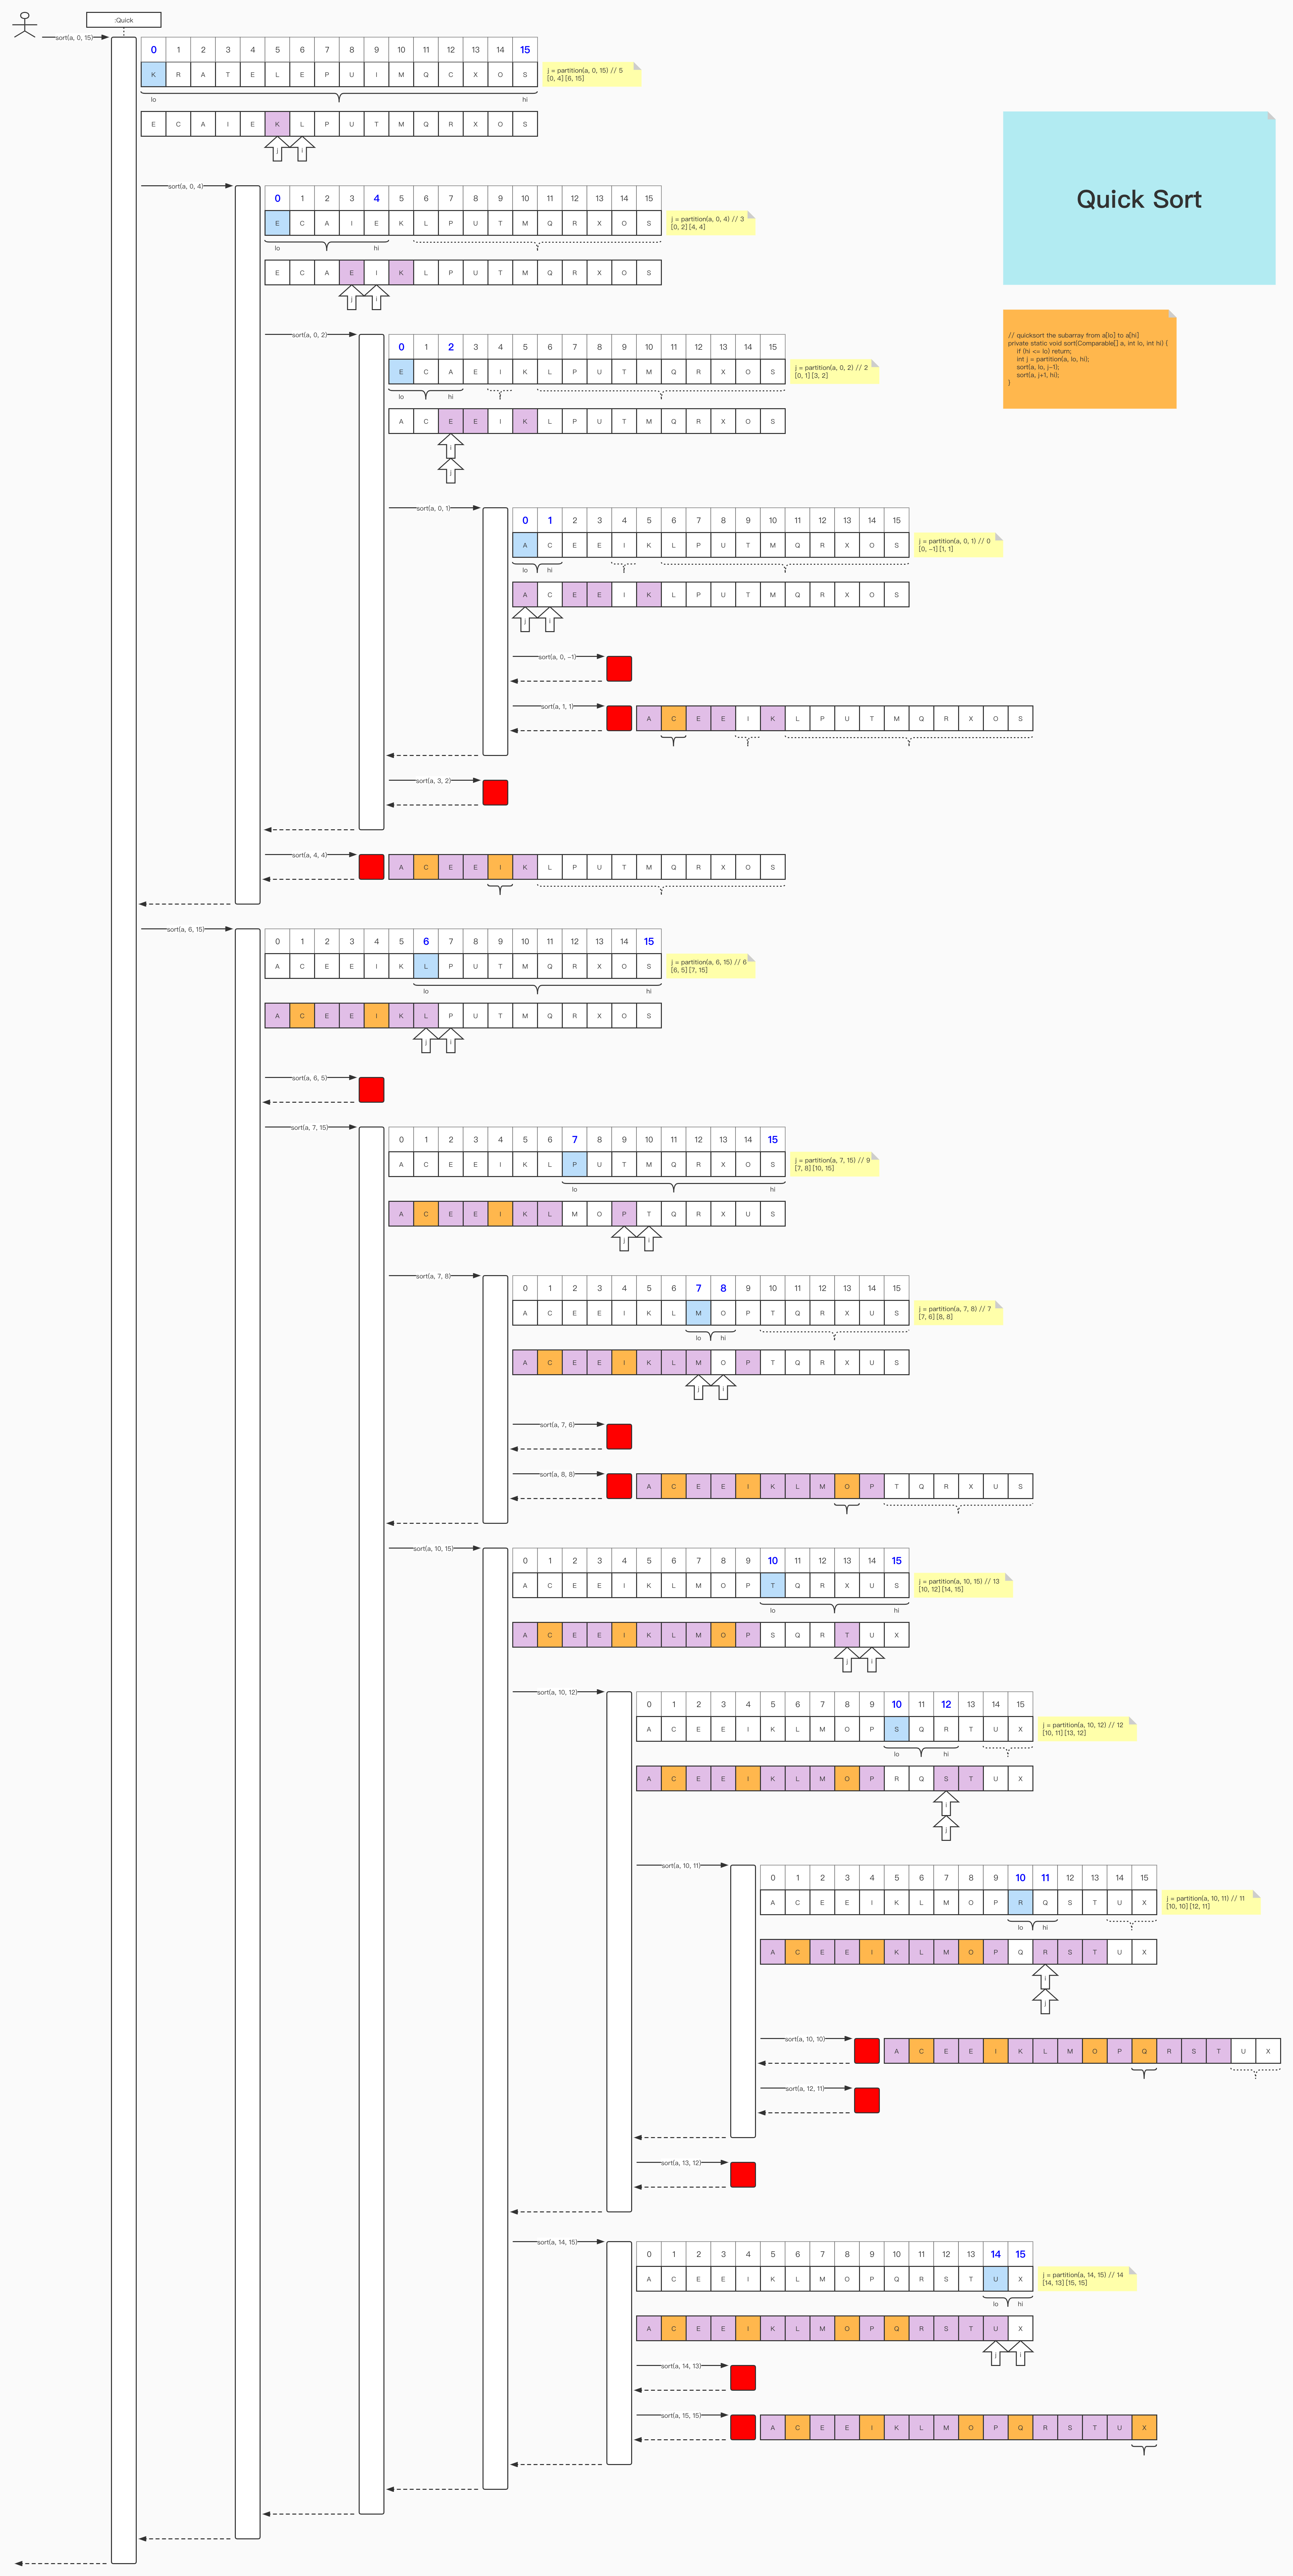 :Quick
sort(a, 0, 15)
0 1 2 3 4 5 6 7 8 9 10 11 12 13 14 15
K R A T E L E P U I M Q C X O S
j = partition(a, 0, 15) // 5
[0, 4] [6, 15]
lo hi
E C A I E K L P U T M Q R X O S
j i
Quick Sort
sort(a, 0, 4)
0 1 2 3 4 5 6 7 8 9 10 11 12 13 14 15
E C A I E K L P U T M Q R X O S
j = partition(a, 0, 4) // 3
[0, 2] [4, 4]
lo hi
E C A E I K L P U T M Q R X O S
j i
// quicksort the subarray from a[lo] to a[hi]
private static void sort(Comparable[] a, int lo, int hi) {
if (hi <= lo) return;
int j = partition(a, lo, hi);
sort(a, lo, j-1);
sort(a, j+1, hi);
}
sort(a, 0, 2)
0 1 2 3 4 5 6 7 8 9 10 11 12 13 14 15
E C A E I K L P U T M Q R X O S
j = partition(a, 0, 2) // 2
[0, 1] [3, 2]
lo hi
A C E E I K L P U T M Q R X O S
i
j
sort(a, 0, 1)
0 1 2 3 4 5 6 7 8 9 10 11 12 13 14 15
A C E E I K L P U T M Q R X O S
j = partition(a, 0, 1) // 0
[0, -1] [1, 1]
lo hi
A C E E I K L P U T M Q R X O S
j i
sort(a, 0, -1)
sort(a, 1, 1)
A C E E I K L P U T M Q R X O S
sort(a, 3, 2)
sort(a, 4, 4)
A C E E I K L P U T M Q R X O S
sort(a, 6, 15)
0 1 2 3 4 5 6 7 8 9 10 11 12 13 14 15
A C E E I K L P U T M Q R X O S
j = partition(a, 6, 15) // 6
[6, 5] [7, 15]
lo hi
A C E E I K L P U T M Q R X O S
j i
sort(a, 6, 5)
sort(a, 7, 15)
0 1 2 3 4 5 6 7 8 9 10 11 12 13 14 15
A C E E I K L P U T M Q R X O S
j = partition(a, 7, 15) // 9
[7, 8] [10, 15]
lo hi
A C E E I K L M O P T Q R X U S
j i
sort(a, 7, 8)
0 1 2 3 4 5 6 7 8 9 10 11 12 13 14 15
A C E E I K L M O P T Q R X U S
j = partition(a, 7, 8) // 7
[7, 6] [8, 8]
lo hi
A C E E I K L M O P T Q R X U S
j i
sort(a, 7, 6)
sort(a, 8, 8)
A C E E I K L M O P T Q R X U S
sort(a, 10, 15)
0 1 2 3 4 5 6 7 8 9 10 11 12 13 14 15
A C E E I K L M O P T Q R X U S
j = partition(a, 10, 15) // 13
[10, 12] [14, 15]
lo hi
A C E E I K L M O P S Q R T U X
j i
sort(a, 10, 12)
0 1 2 3 4 5 6 7 8 9 10 11 12 13 14 15
A C E E I K L M O P S Q R T U X
j = partition(a, 10, 12) // 12
[10, 11] [13, 12]
lo hi
A C E E I K L M O P R Q S T U X
i
j
sort(a, 10, 11)
0 1 2 3 4 5 6 7 8 9 10 11 12 13 14 15
A C E E I K L M O P R Q S T U X
j = partition(a, 10, 11) // 11
[10, 10] [12, 11]
lo hi
A C E E I K L M O P Q R S T U X
i
j
sort(a, 10, 10)
A C E E I K L M O P Q R S T U X
sort(a, 12, 11)
sort(a, 13, 12)
sort(a, 14, 15)
0 1 2 3 4 5 6 7 8 9 10 11 12 13 14 15
A C E E I K L M O P Q R S T U X
j = partition(a, 14, 15) // 14
[14, 13] [15, 15]
lo hi
A C E E I K L M O P Q R S T U X
j i
sort(a, 14, 13)
sort(a, 15, 15)
A C E E I K L M O P Q R S T U X